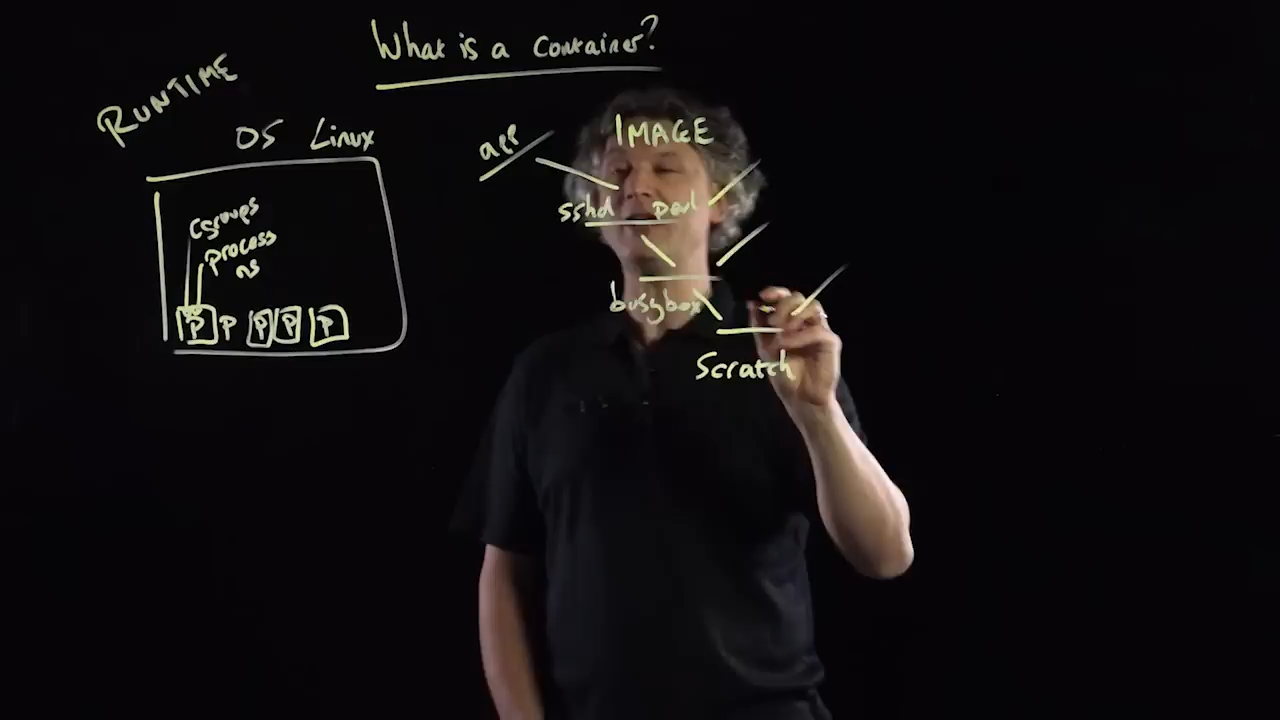 What is a container?
RUNTIME
OS Linux
cgroups
process
ns
P P P P P
IMAGE
app
sshd perl
busybox
Scratch